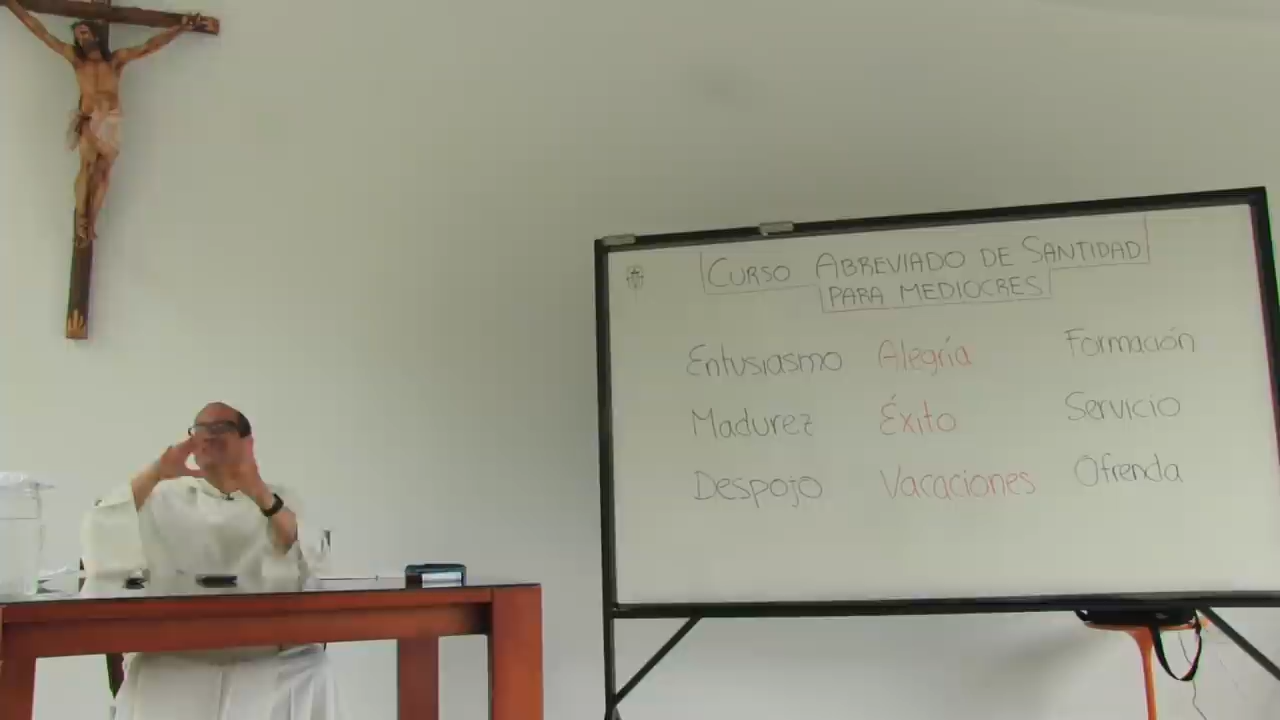 CURSO ABREVIADO DE SANTIDAD
PARA MEDIOCRES
Entusiasmo Alegría Formación
Madurez Éxito Servicio
Despojo Vacaciones Ofrenda